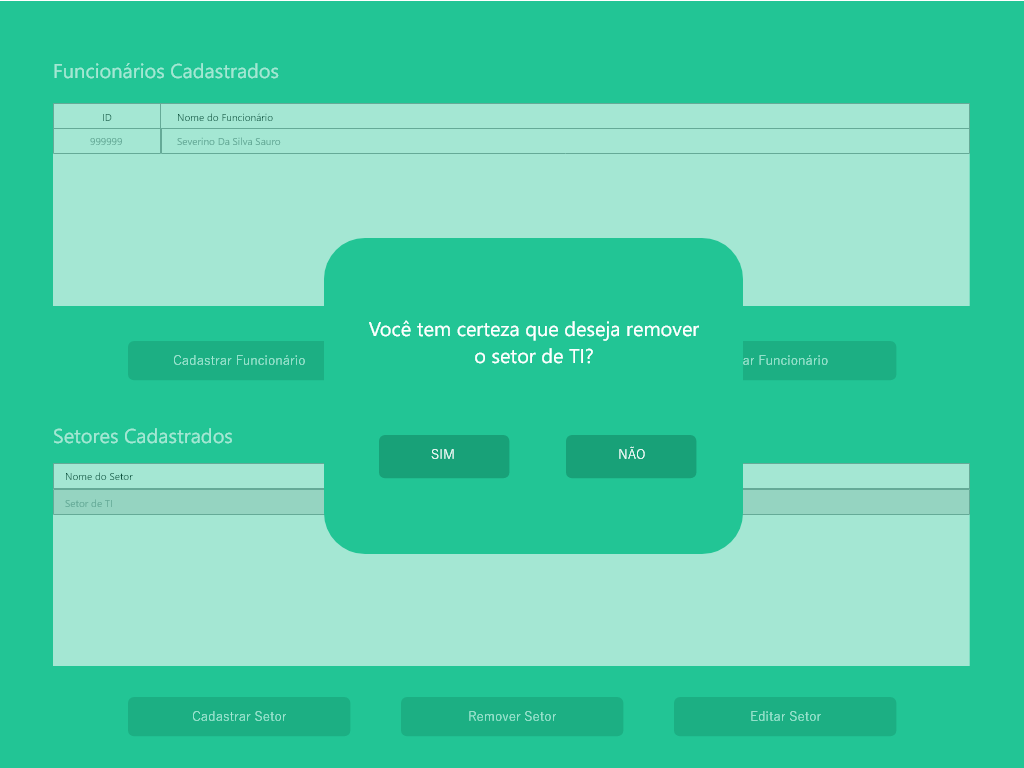 Funcionários Cadastrados
ID Nome do Funcionário
999999 Severino Da Silva Sauro
Você tem certeza que deseja remover
o setor de TI?
Cadastrar Funcionário
ar Funcionário
Setores Cadastrados
SIM NÃO
Nome do Setor
Setor de TI
Cadastrar Setor Remover Setor Editar Setor